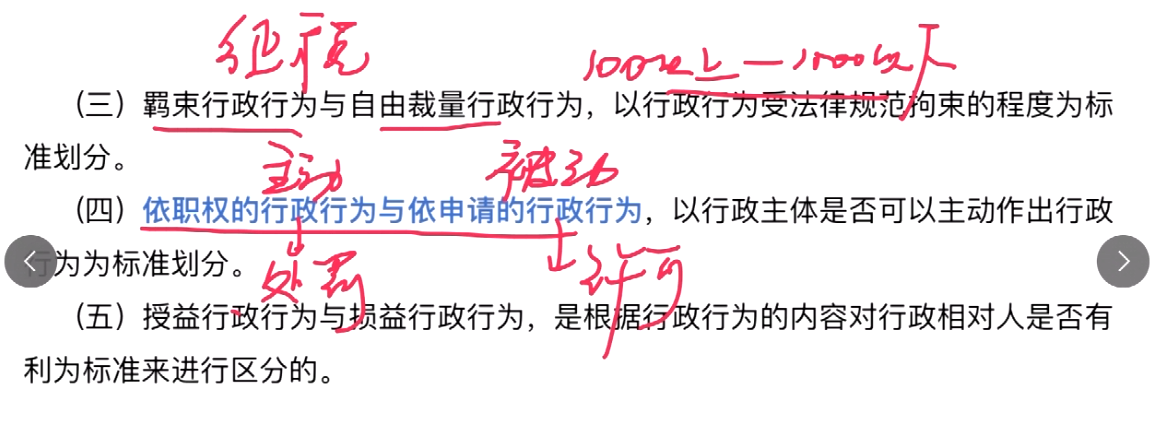 征税
100以上—1000以下
（三）羁束行政行为与自由裁量行政行为，以行政行为受法律规范拘束的程度为标
准划分。
主动 被动
（四）依职权的行政行为与依申请的行政行为，以行政主体是否可以主动作出行政
行为为标准划分。
处罚 许可
（五）授益行政行为与损益行政行为，是根据行政行为的内容对行政相对人是否有
利为标准来进行区分的。